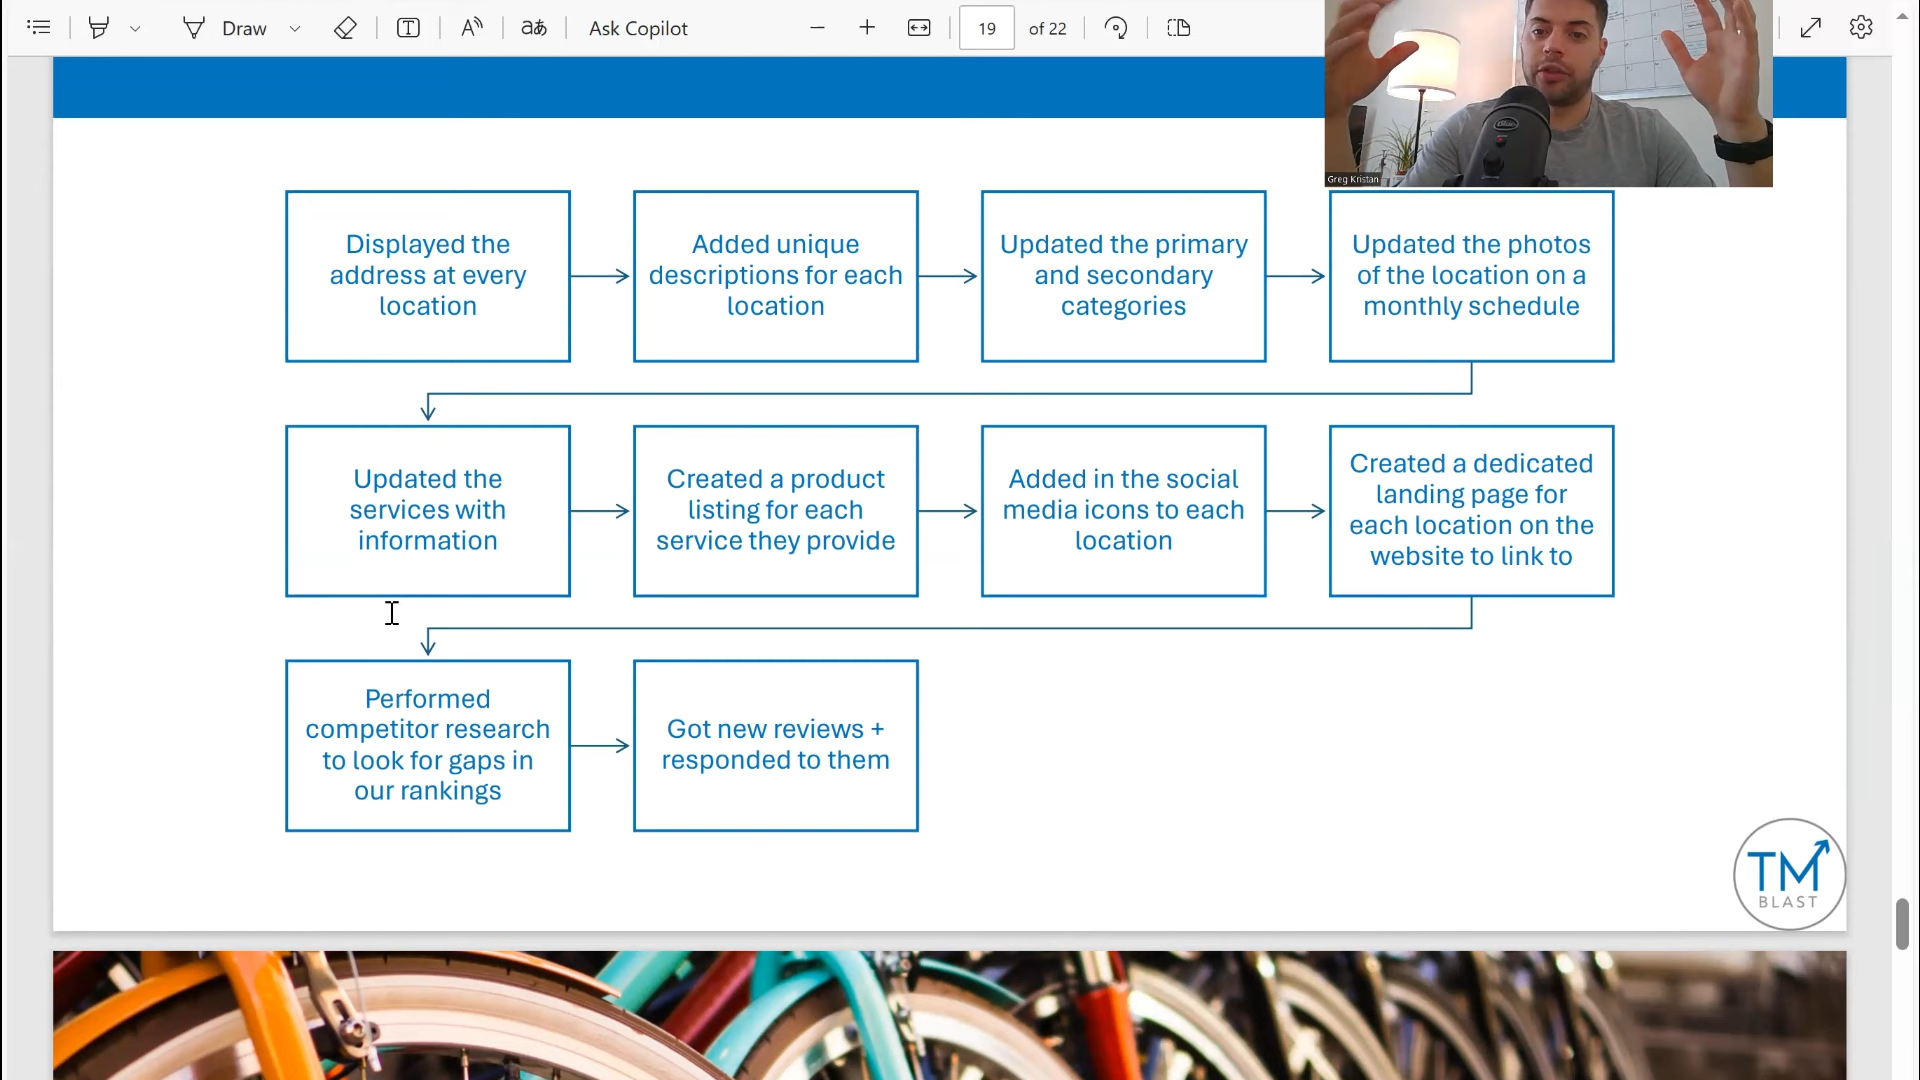 Draw
Ask Copilot
19 of 22
Greg Kristan
Displayed the
address at every
location
Added unique
descriptions for each
location
Updated the primary
and secondary
categories
Updated the photos
of the location on a
monthly schedule
Updated the
services with
information
Created a product
listing for each
service they provide
Added in the social
media icons to each
location
Created a dedicated
landing page for
each location on the
website to link to
Performed
competitor research
to look for gaps in
our rankings
Got new reviews +
responded to them
TM
BLAST